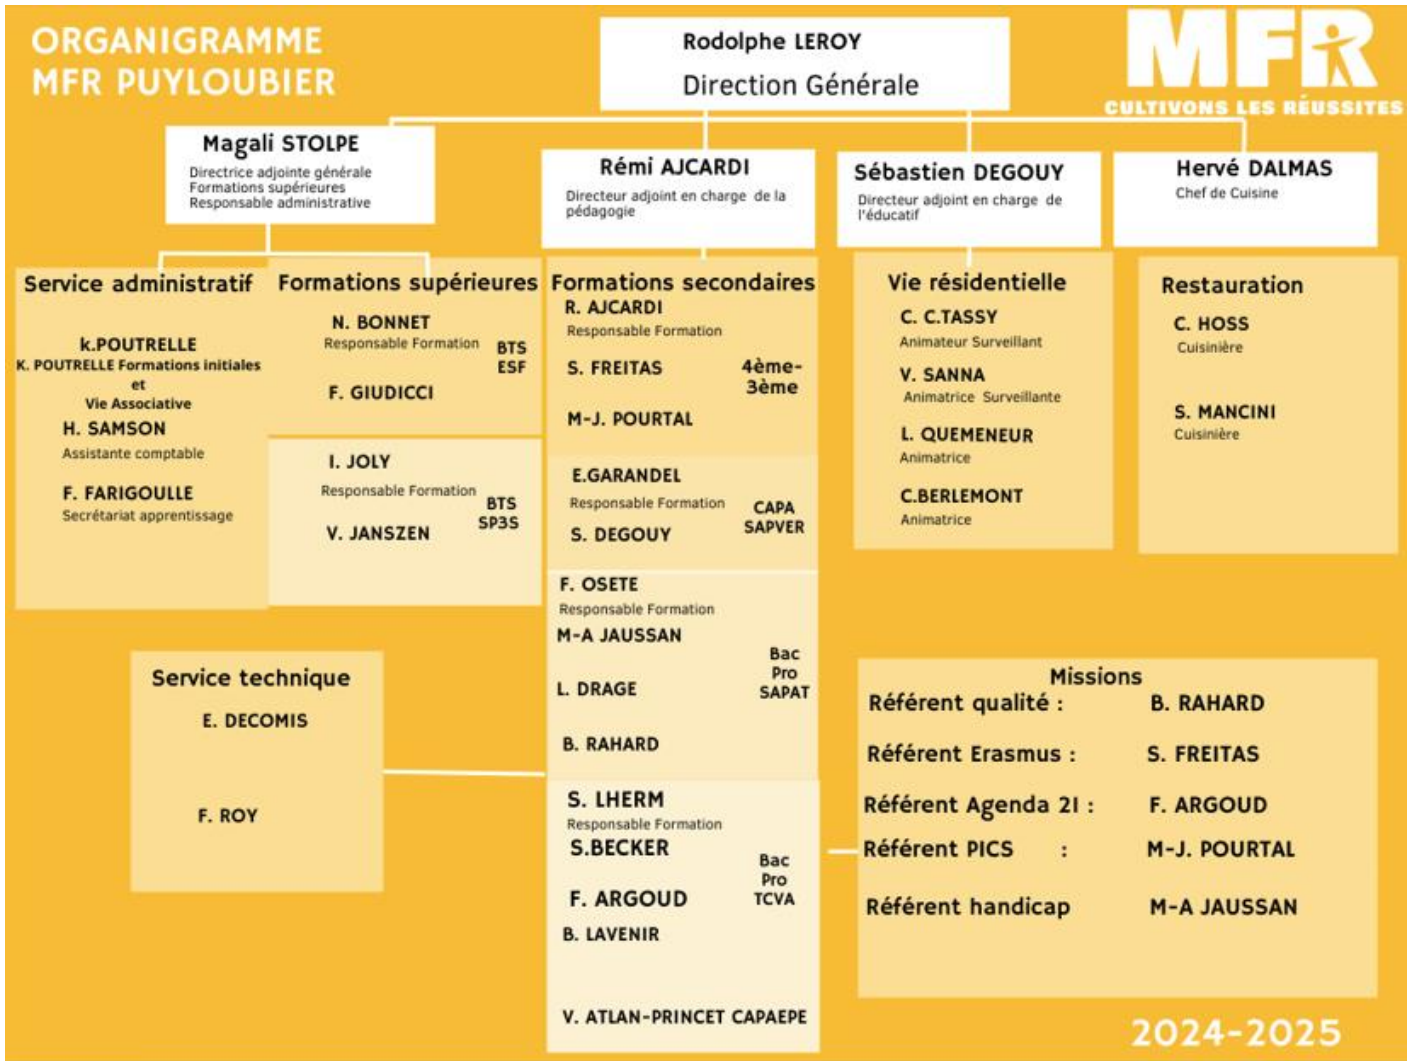 ORGANIGRAMME
MFR PUYLOUBIER
Rodolphe LEROY
Direction Générale
MFR
CULTIVONS LES RÉUSSITES
Magali STOLPE
Directrice adjointe générale
Formations supérieures
Responsable administrative
Rémi AJCARDI
Directeur adjoint en charge de la
pédagogie
Sébastien DEGOUY
Directeur adjoint en charge de
l'éducatif
Hervé DALMAS
Chef de Cuisine
Service administratif
k.POUTRELLE
K. POUTRELLE Formations initiales
et
Vie Associative
H. SAMSON
Assistante comptable
F. FARIGOULLE
Secrétariat apprentissage
Formations supérieures
N. BONNET
Responsable Formation
BTS
ESF
F. GIUDICCI
I. JOLY
Responsable Formation
BTS
SP3S
V. JANSZEN
Formations secondaires
R. AJCARDI
Responsable Formation
S. FREITAS
4ème-
3ème
M-J. POURTAL
E.GARANDEL
Responsable Formation
CAPA
SAPVER
S. DEGOUY
F. OSETE
Responsable Formation
M-A JAUSSAN
Bac
Pro
SAPAT
L. DRAGE
B. RAHARD
S. LHERM
Responsable Formation
S.BECKER
Bac
Pro
TCVA
F. ARGOUD
B. LAVENIR
V. ATLAN-PRINCET CAPAEPE
Vie résidentielle
C. C.TASSY
Animateur Surveillant
V. SANNA
Animatrice Surveillante
L. QUEMENEUR
Animatrice
C.BERLEMONT
Animatrice
Restauration
C. HOSS
Cuisinière
S. MANCINI
Cuisinière
Service technique
E. DECOMIS
F. ROY
Missions
Référent qualité : B. RAHARD
Référent Erasmus : S. FREITAS
Référent Agenda 21 : F. ARGOUD
Référent PICS : M-J. POURTAL
Référent handicap M-A JAUSSAN
2024-2025